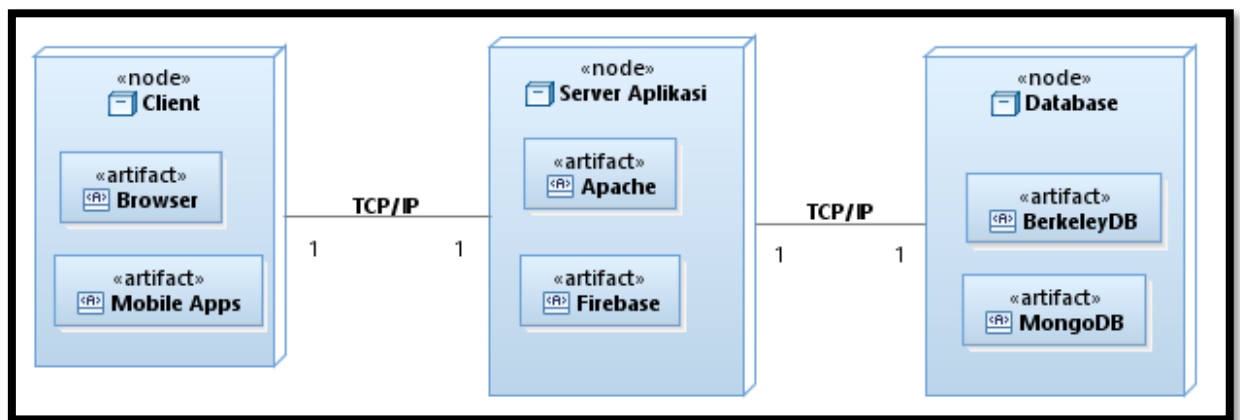 «node»
Client
«artifact»
Browser
«artifact»
Mobile Apps
TCP/IP
1
1
«node»
Server Aplikasi
«artifact»
Apache
«artifact»
Firebase
TCP/IP
1
1
«node»
Database
«artifact»
BerkeleyDB
«artifact»
MongoDB